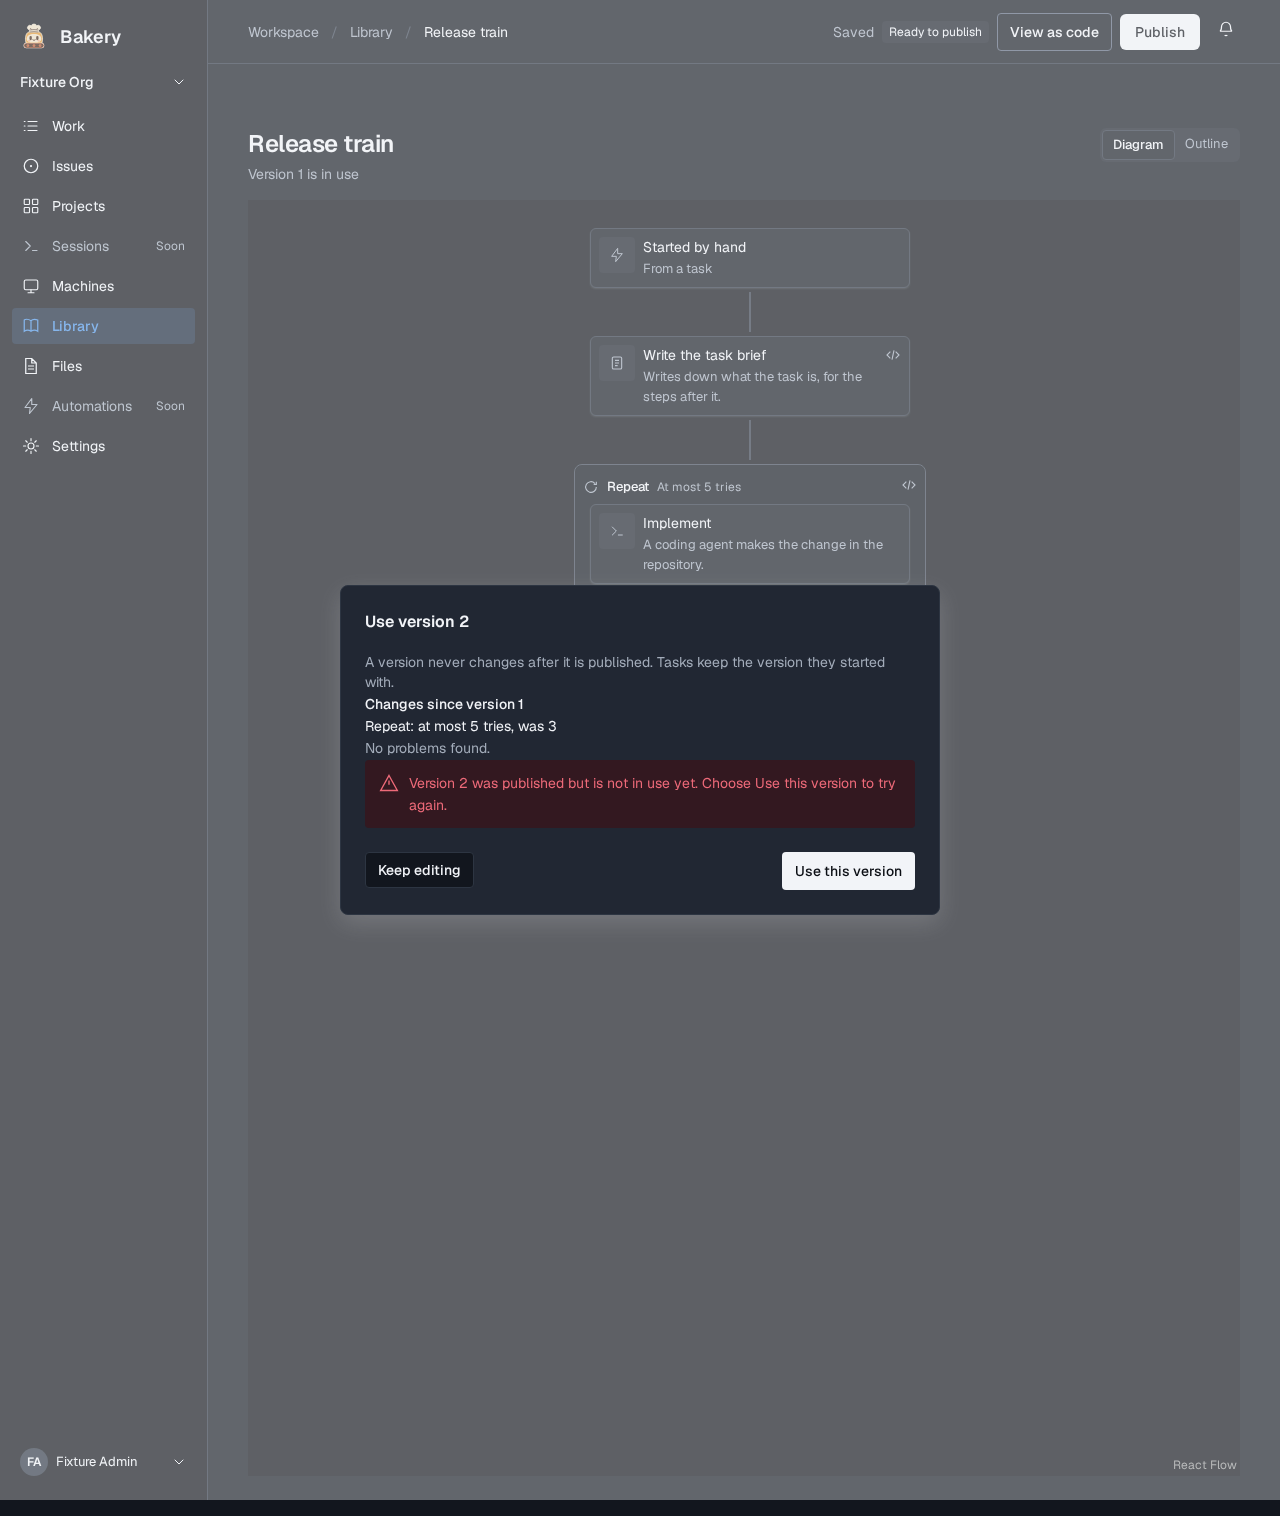 Bakery
Fixture Org
Work
Issues
Projects
Sessions Soon
Machines
Library
Files
Automations Soon
Settings
FA Fixture Admin
Workspace / Library / Release train
Saved Ready to publish View as code Publish
Release train
Version 1 is in use
Diagram Outline
Started by hand
From a task
Write the task brief
Writes down what the task is, for the
steps after it.
Repeat At most 5 tries
Implement
A coding agent makes the change in the
repository.
Use version 2
A version never changes after it is published. Tasks keep the version they started
with.
Changes since version 1
Repeat: at most 5 tries, was 3
No problems found.
Version 2 was published but is not in use yet. Choose Use this version to try
again.
Keep editing Use this version
React Flow